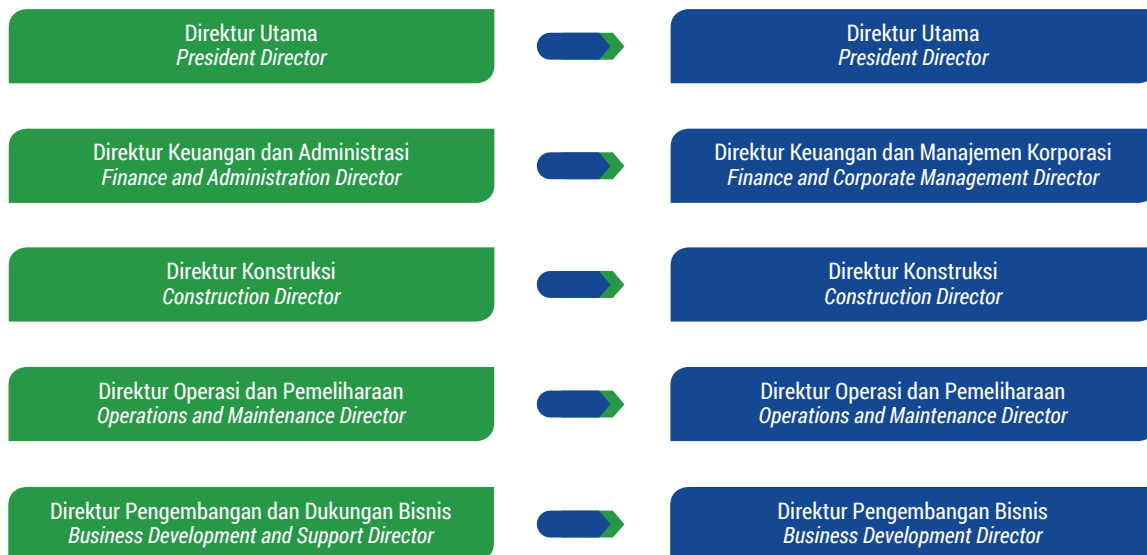 Direktur Utama
President Director
Direktur Utama
President Director
Direktur Keuangan dan Administrasi
Finance and Administration Director
Direktur Keuangan dan Manajemen Korporasi
Finance and Corporate Management Director
Direktur Konstruksi
Construction Director
Direktur Konstruksi
Construction Director
Direktur Operasi dan Pemeliharaan
Operations and Maintenance Director
Direktur Operasi dan Pemeliharaan
Operations and Maintenance Director
Direktur Pengembangan dan Dukungan Bisnis
Business Development and Support Director
Direktur Pengembangan Bisnis
Business Development Director